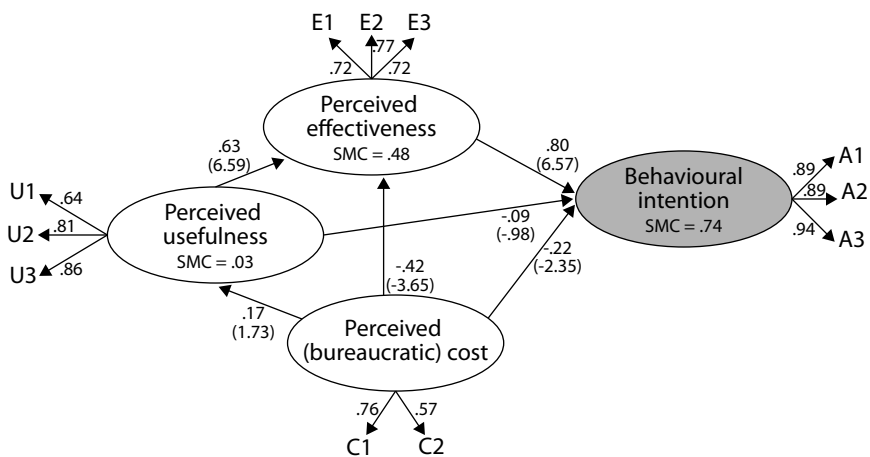 E1 E2 E3
.72 .77 .72
Perceived
effectiveness
SMC = .48
.63
(6.59)
.80
(6.57)
A1
.89
A2
.89
A3
.94
Behavioural
intention
SMC = .74
U1
.64
U2
.81
U3
.86
Perceived
usefulness
SMC = .03
-.09
(-.98)
-.22
(-2.35)
-.42
(-3.65)
.17
(1.73)
Perceived
(bureaucratic) cost
.76 .57
C1 C2